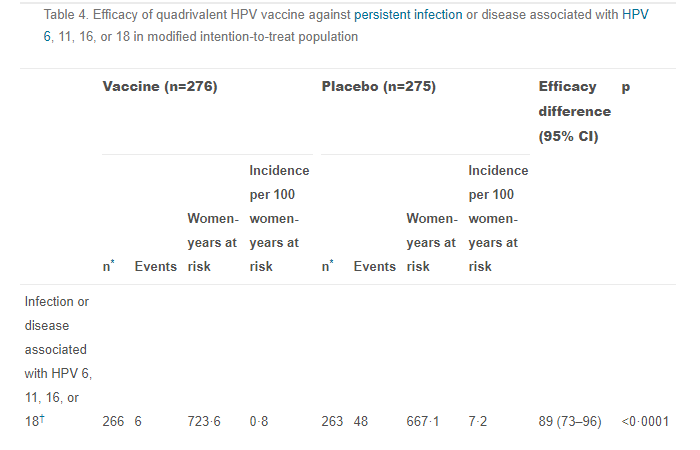 Table 4. Efficacy of quadrivalent HPV vaccine against persistent infection or disease associated with HPV
6, 11, 16, or 18 in modified intention-to-treat population
Vaccine (n=276) Placebo (n=275) Efficacy p
difference
(95% CI)
Incidence Incidence
per 100 per 100
Women- women- Women- women-
years at years at years at years at
n* Events risk risk n* Events risk risk
Infection or
disease
associated
with HPV 6,
11, 16, or
18† 266 6 723·6 0·8 263 48 667·1 7·2 89 (73–96) <0·0001